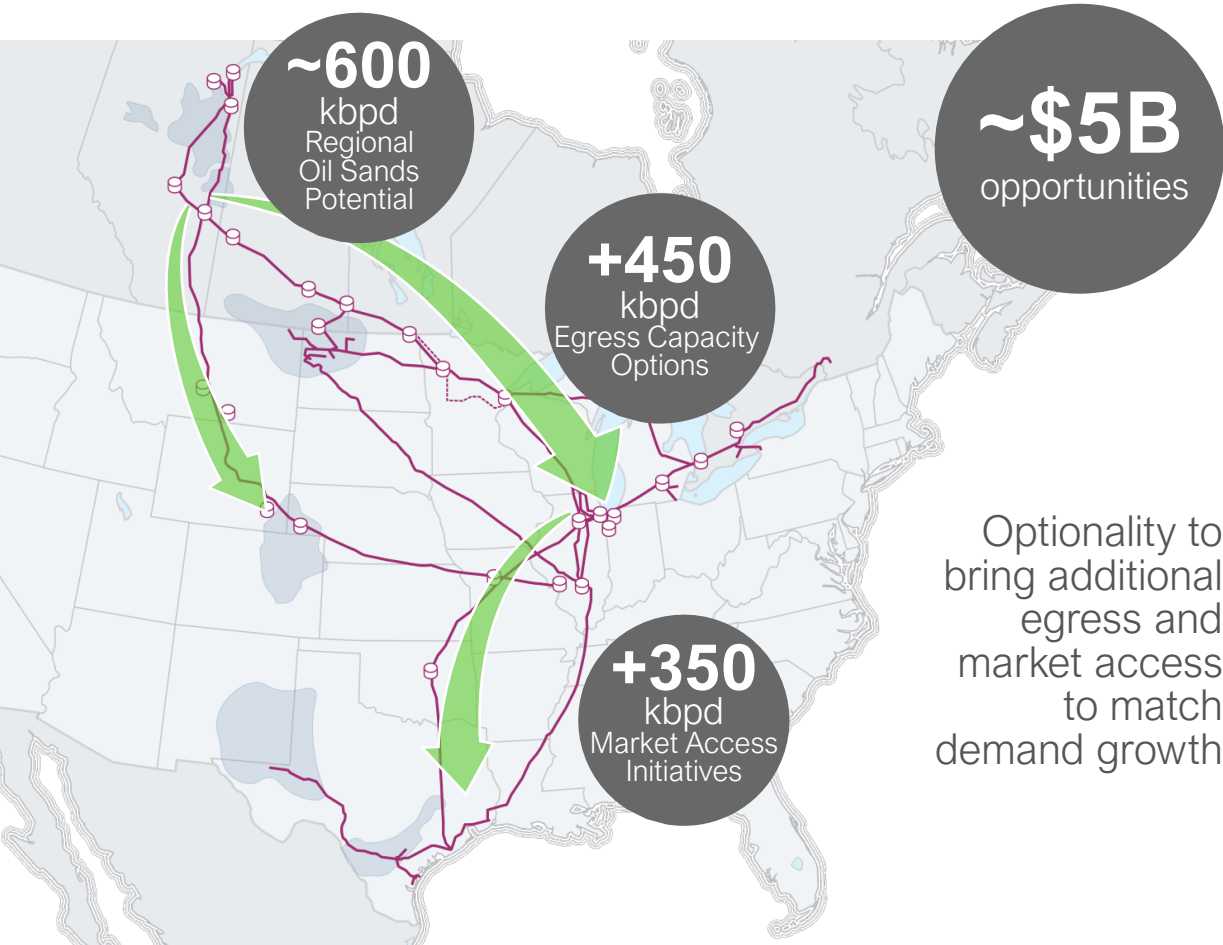 ~600
kbpd
Regional
Oil Sands
Potential
~$5B
opportunities
+450
kbpd
Egress Capacity
Options
Optionality to
bring additional
egress and
market access
to match
demand growth
+350
kbpd
Market Access
Initiatives